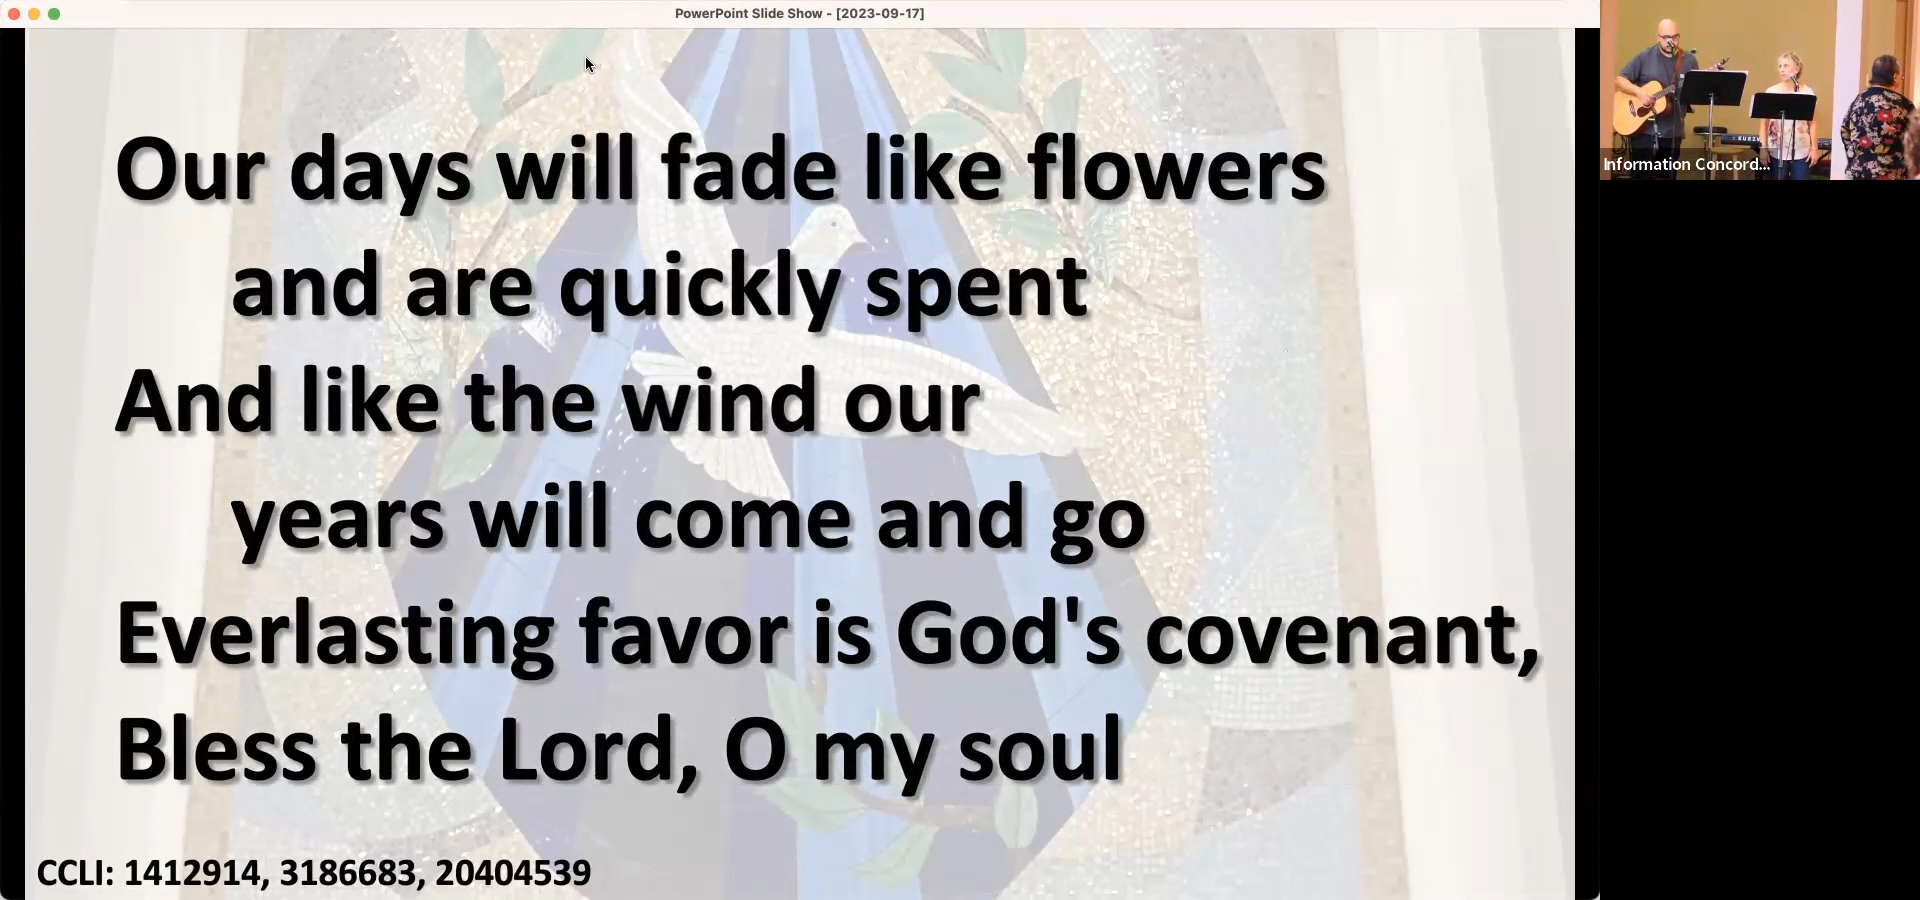 PowerPoint Slide Show - [2023-09-17]
Our days will fade like flowers
and are quickly spent
And like the wind our
years will come and go
Everlasting favor is God's covenant,
Bless the Lord, O my soul
CCLI: 1412914, 3186683, 20404539
Information Concord...